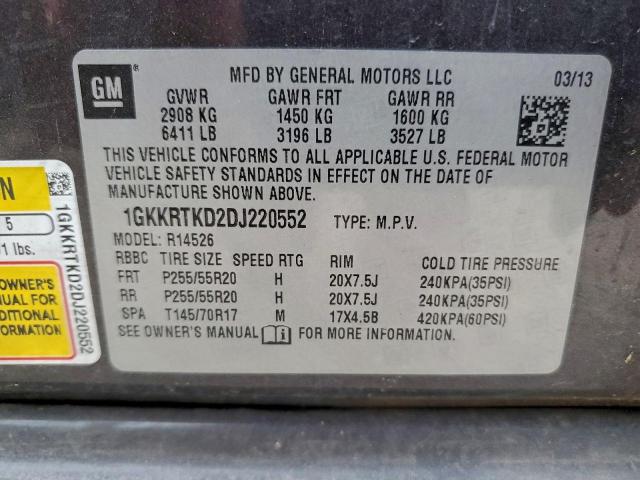 GM
MFD BY GENERAL MOTORS LLC 03/13
GVWR GAWR FRT GAWR RR
2908 KG 1450 KG 1600 KG
6411 LB 3196 LB 3527 LB
THIS VEHICLE CONFORMS TO ALL APPLICABLE U.S. FEDERAL MOTOR
VEHICLE SAFETY STANDARDS IN EFFECT ON THE DATE OF
MANUFACTURE SHOWN ABOVE.
1GKKRTKD2DJ220552 TYPE: M.P.V.
MODEL: R14526
RBBC TIRE SIZE SPEED RTG RIM COLD TIRE PRESSURE
FRT P255/55R20 H 20X7.5J 240KPA(35PSI)
RR P255/55R20 H 20X7.5J 240KPA(35PSI)
SPA T145/70R17 M 17X4.5B 420KPA(60PSI)
SEE OWNER'S MANUAL i FOR MORE INFORMATION.
N
5
1 lbs.
OWNER'S
NUAL FOR
DITIONAL
ORMATION
1GKKRTKD2DJ220552